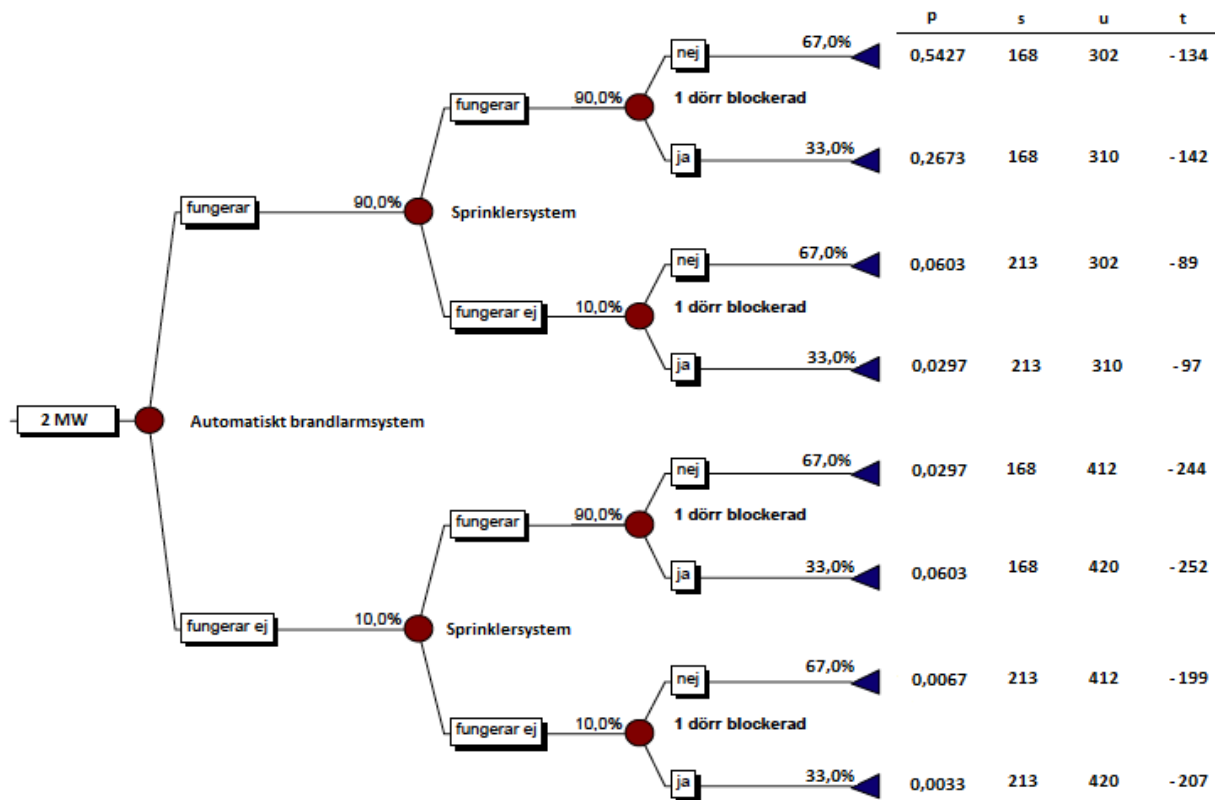 p s u t
nej 67,0% 0,5427 168 302 -134
fungerar 90,0% 1 dörr blockerad
ja 33,0% 0,2673 168 310 -142
fungerar 90,0% Sprinklersystem
nej 67,0% 0,0603 213 302 -89
fungerar ej 10,0% 1 dörr blockerad
ja 33,0% 0,0297 213 310 -97
2 MW Automatiskt brandlarmsystem
nej 67,0% 0,0297 168 412 -244
fungerar 90,0% 1 dörr blockerad
ja 33,0% 0,0603 168 420 -252
fungerar ej 10,0% Sprinklersystem
nej 67,0% 0,0067 213 412 -199
fungerar ej 10,0% 1 dörr blockerad
ja 33,0% 0,0033 213 420 -207